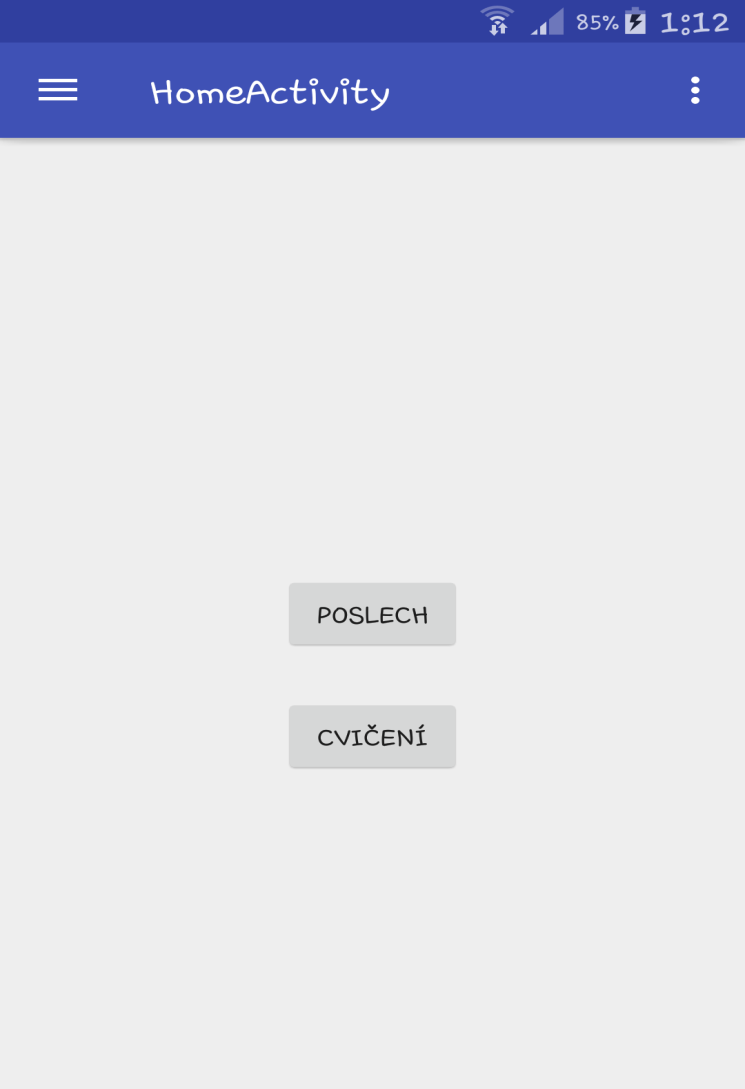 85% 1:12
HomeActivity
POSLECH
CVIČENÍ